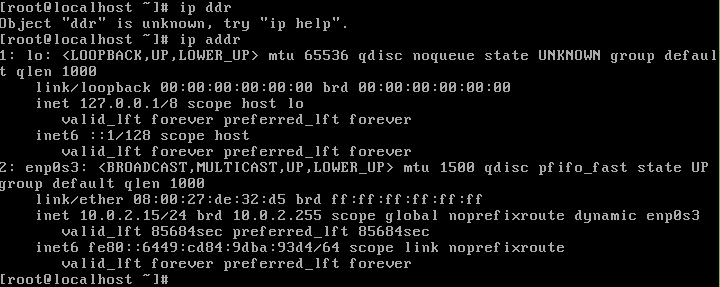 [root@localhost ~]# ip ddr
Object "ddr" is unknown, try "ip help".
[root@localhost ~]# ip addr
1: lo: <LOOPBACK,UP,LOWER_UP> mtu 65536 qdisc noqueue state UNKNOWN group defaul
t qlen 1000
    link/loopback 00:00:00:00:00:00 brd 00:00:00:00:00:00
    inet 127.0.0.1/8 scope host lo
       valid_lft forever preferred_lft forever
    inet6 ::1/128 scope host
       valid_lft forever preferred_lft forever
2: enp0s3: <BROADCAST,MULTICAST,UP,LOWER_UP> mtu 1500 qdisc pfifo_fast state UP
group default qlen 1000
    link/ether 08:00:27:de:32:d5 brd ff:ff:ff:ff:ff:ff
    inet 10.0.2.15/24 brd 10.0.2.255 scope global noprefixroute dynamic enp0s3
       valid_lft 85684sec preferred_lft 85684sec
    inet6 fe80::6449:cd84:9dba:93d4/64 scope link noprefixroute
       valid_lft forever preferred_lft forever
[root@localhost ~]#